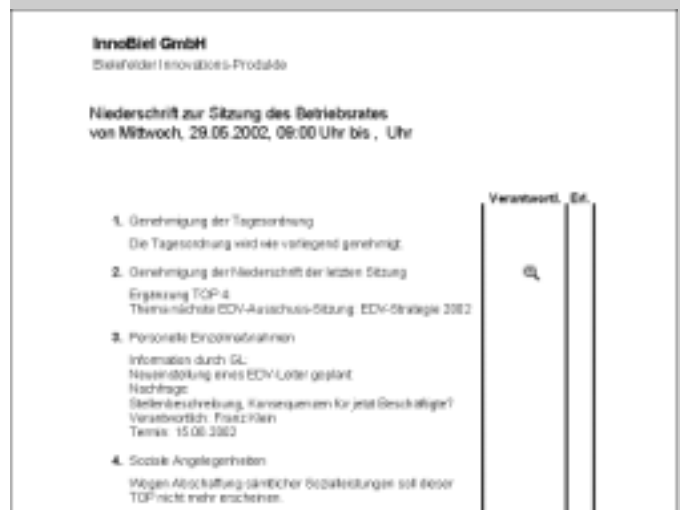 InnoBiel GmbH
Bielefelder Innovations-Produkte
Niederschrift zur Sitzung des Betriebsrates
von Mittwoch, 29.05.2002, 09:00 Uhr bis , Uhr
Verantwortl. Erl.
1. Genehmigung der Tagesordnung
Die Tagesordnung wird wie vorliegend genehmigt.
2. Genehmigung der Niederschrift der letzten Sitzung
Ergänzung TOP 4:
Thema nächste EDV-Ausschuss-Sitzung: EDV-Strategie 2002
3. Personelle Einzelmaßnahmen
Information durch GL:
Neueinstellung eines EDV-Leiter geplant
Nachfrage:
Stellenbeschreibung, Konsequenzen für jetzt Beschäftigte?
Verantwortlich: Franz Klein
Termin: 15.06.2002
4. Soziale Angelegenheiten
Wegen Abschaffung sämtlicher Sozialleistungen soll dieser
TOP nicht mehr erscheinen.